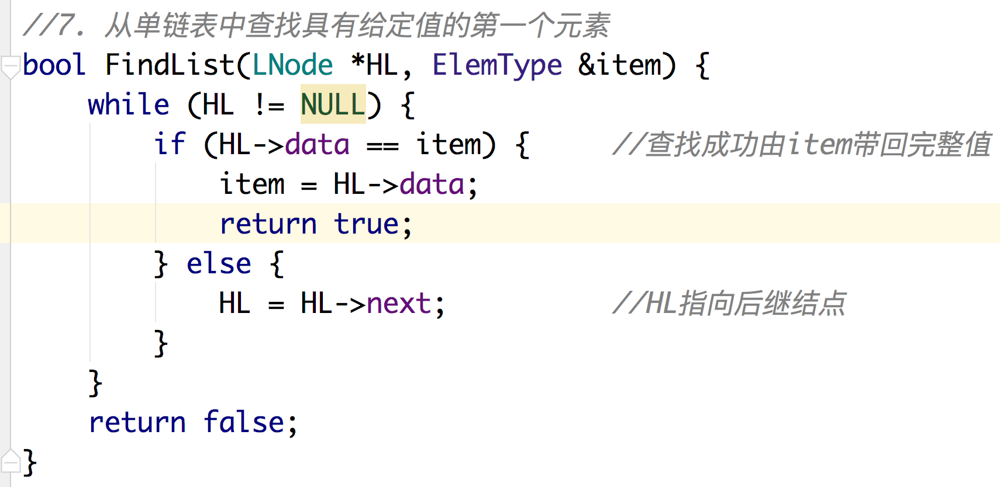 //7. 从单链表中查找具有给定值的第一个元素
bool FindList(LNode *HL, ElemType &item) {
    while (HL != NULL) {
        if (HL->data == item) {     //查找成功由item带回完整值
            item = HL->data;
            return true;
        } else {
            HL = HL->next;          //HL指向后继结点
        }
    }
    return false;
}